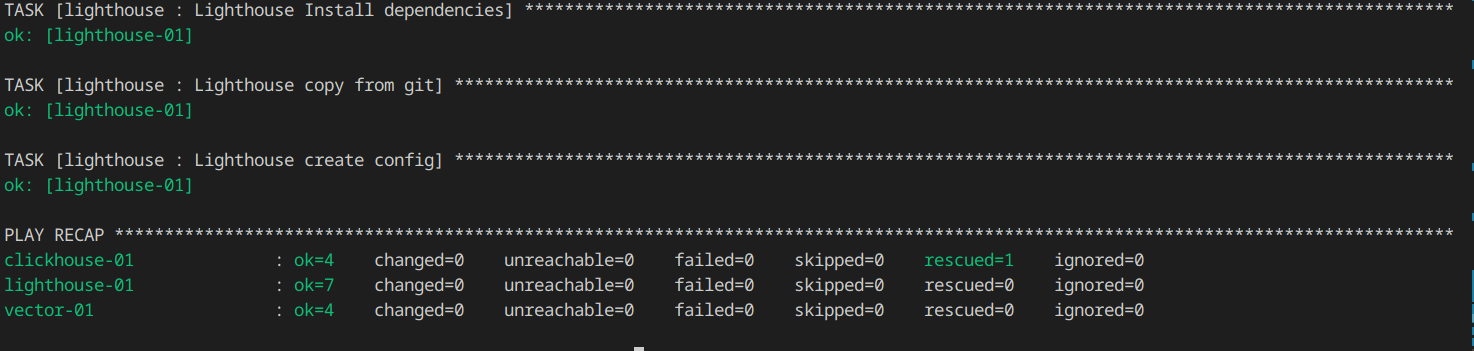 TASK [lighthouse : Lighthouse Install dependencies] *********************************************************************************************
ok: [lighthouse-01]
TASK [lighthouse : Lighthouse copy from git] ****************************************************************************************************
ok: [lighthouse-01]
TASK [lighthouse : Lighthouse create config] ****************************************************************************************************
ok: [lighthouse-01]
PLAY RECAP **************************************************************************************************************************************
clickhouse-01              : ok=4    changed=0    unreachable=0    failed=0    skipped=0    rescued=1    ignored=0
lighthouse-01              : ok=7    changed=0    unreachable=0    failed=0    skipped=0    rescued=0    ignored=0
vector-01                  : ok=4    changed=0    unreachable=0    failed=0    skipped=0    rescued=0    ignored=0